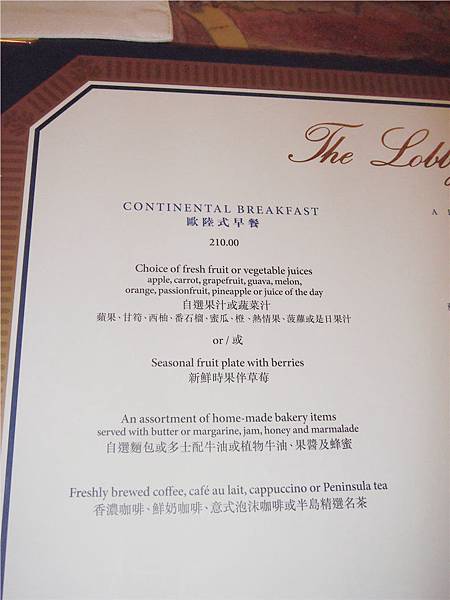 The Lobby
CONTINENTAL BREAKFAST
歐陸式早餐
210.00
Choice of fresh fruit or vegetable juices
apple, carrot, grapefruit, guava, melon,
orange, passionfruit, pineapple or juice of the day
自選果汁或蔬菜汁
蘋果、甘筍、西柚、番石榴、蜜瓜、橙、熱情果、菠蘿或是日果汁
or / 或
Seasonal fruit plate with berries
新鮮時果伴草莓
An assortment of home-made bakery items
served with butter or margarine, jam, honey and marmalade
自選麵包或多士配牛油或植物牛油、果醬及蜂蜜
Freshly brewed coffee, café au lait, cappuccino or Peninsula tea
香濃咖啡、鮮奶咖啡、意式泡沫咖啡或半島精選名茶